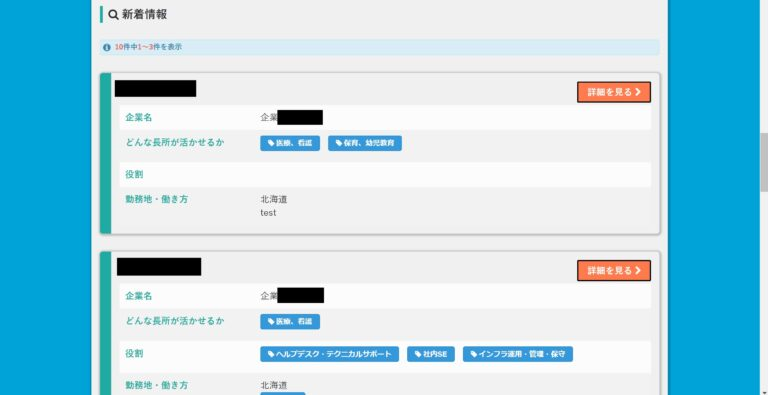 新着情報
10件中1～3件を表示
詳細を見る
企業名 企業
どんな長所が活かせるか 医療、看護 保育、幼児教育
役割
勤務地・働き方 北海道
test
詳細を見る
企業名 企業
どんな長所が活かせるか 医療、看護
役割 ヘルプデスク・テクニカルサポート 社内SE インフラ運用・管理・保守
勤務地・働き方 北海道